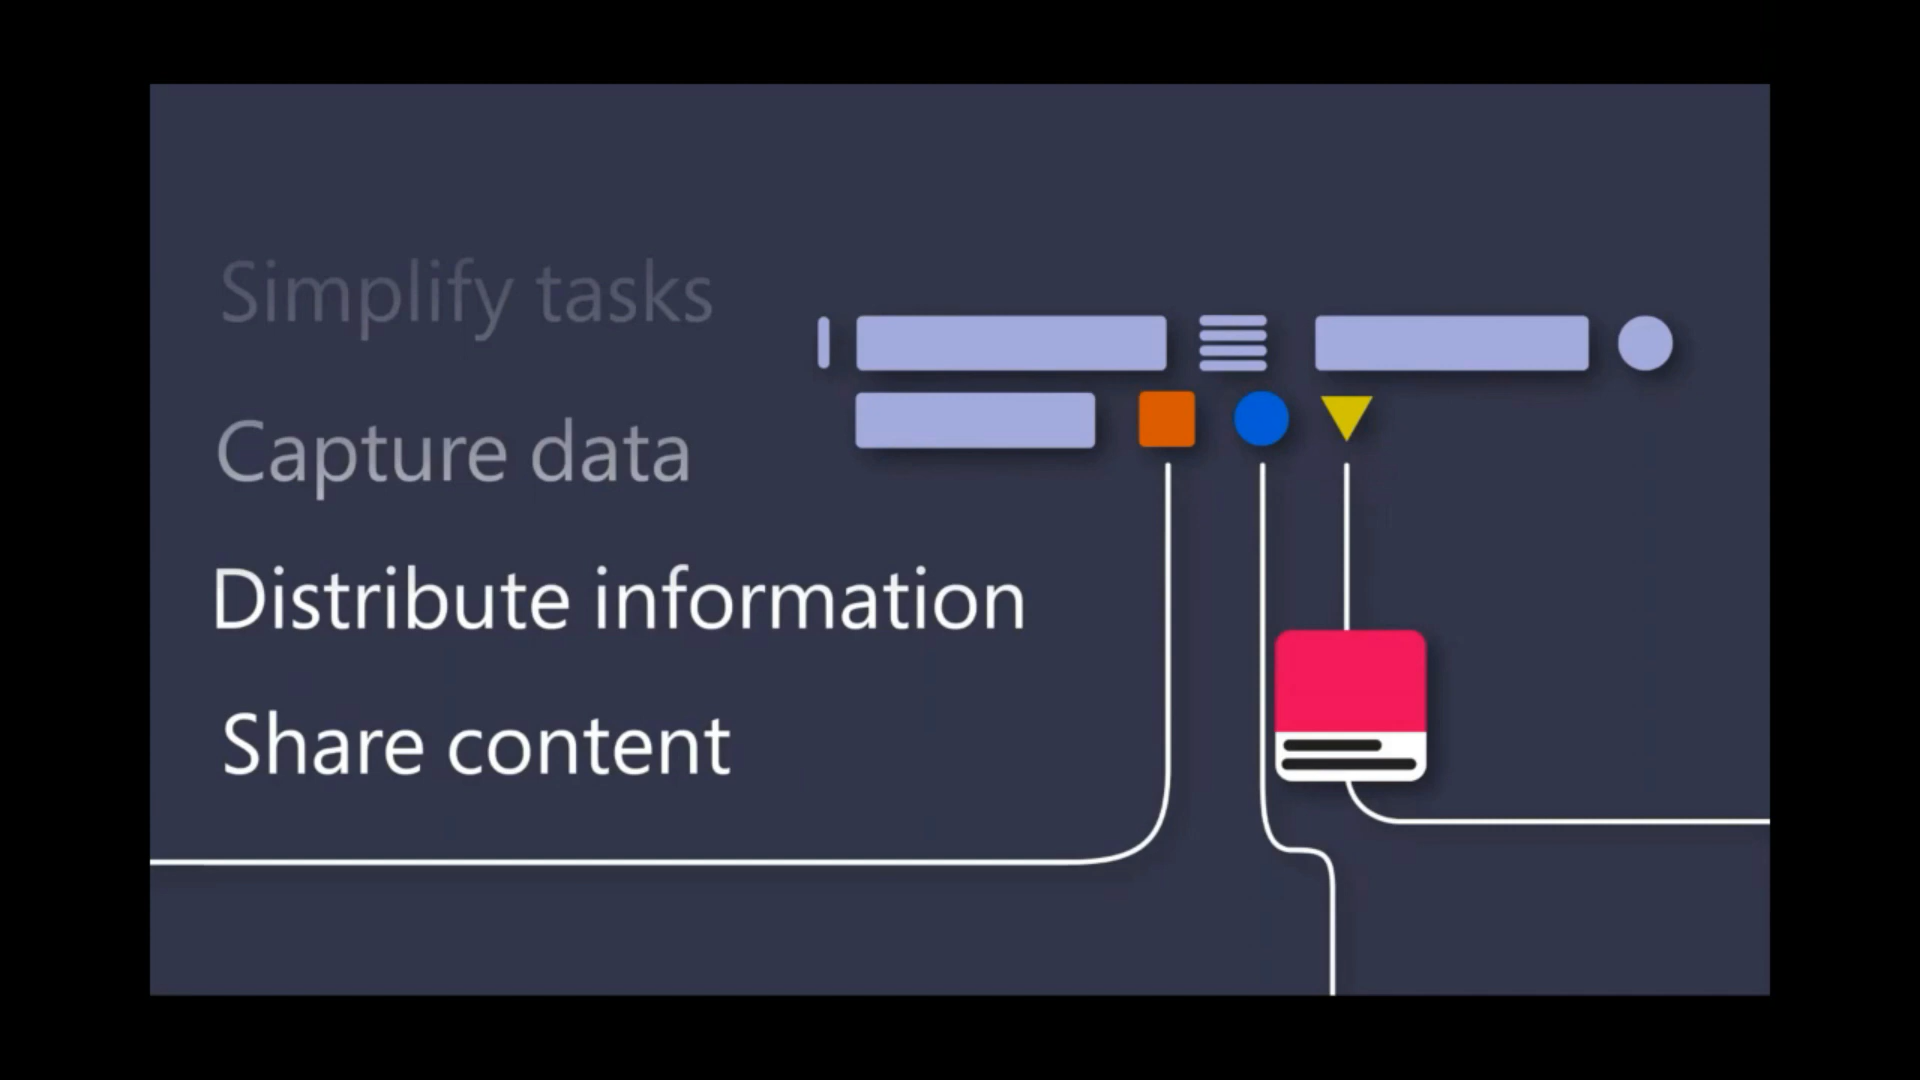 Simplify tasks
Capture data
Distribute information
Share content